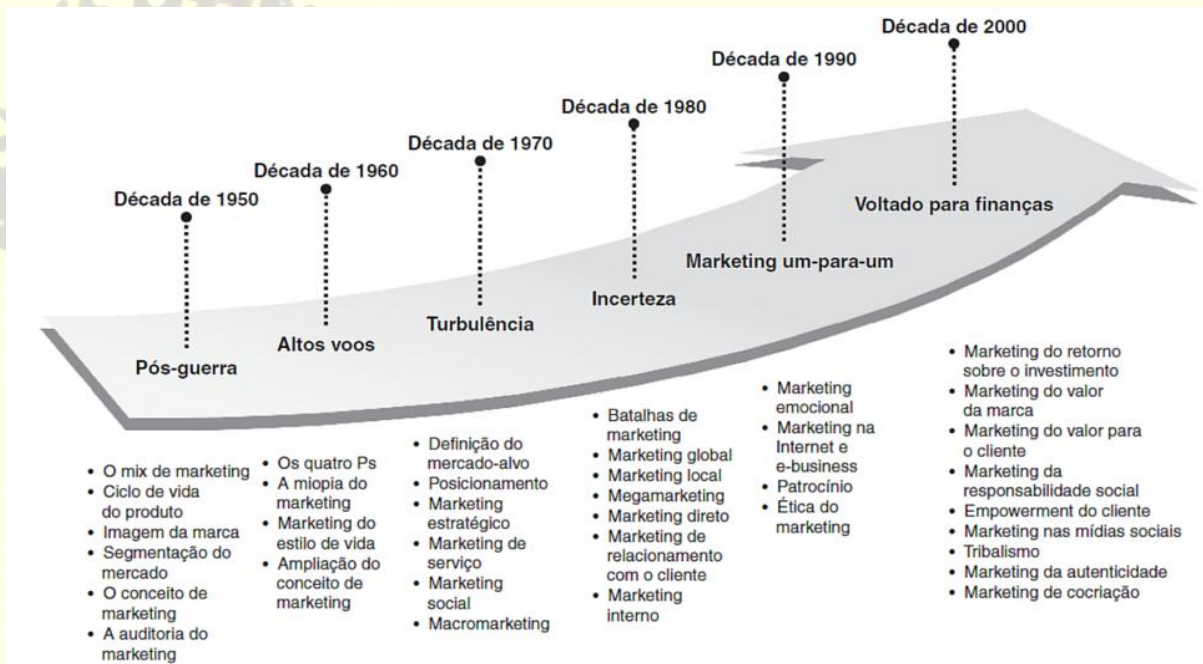 Década de 1950
Pós-guerra
• O mix de marketing
• Ciclo de vida
do produto
• Imagem da marca
• Segmentação do
mercado
• O conceito de
marketing
• A auditoria do
marketing
Década de 1960
Altos voos
• Os quatro Ps
• A miopia do
marketing
• Marketing do
estilo de vida
• Ampliação do
conceito de
marketing
Década de 1970
Turbulência
• Definição do
mercado-alvo
• Posicionamento
• Marketing
estratégico
• Marketing de
serviço
• Marketing
social
• Macromarketing
Década de 1980
Incerteza
• Batalhas de
marketing
• Marketing global
• Marketing local
• Megamarketing
• Marketing direto
• Marketing de
relacionamento
com o cliente
• Marketing
interno
Década de 1990
Marketing um-para-um
• Marketing
emocional
• Marketing na
Internet e
e-business
• Patrocínio
• Ética do
marketing
Década de 2000
Voltado para finanças
• Marketing do retorno
sobre o investimento
• Marketing do valor
da marca
• Marketing do valor para
o cliente
• Marketing da
responsabilidade social
• Empowerment do cliente
• Marketing nas mídias sociais
• Tribalismo
• Marketing da autenticidade
• Marketing de cocriação